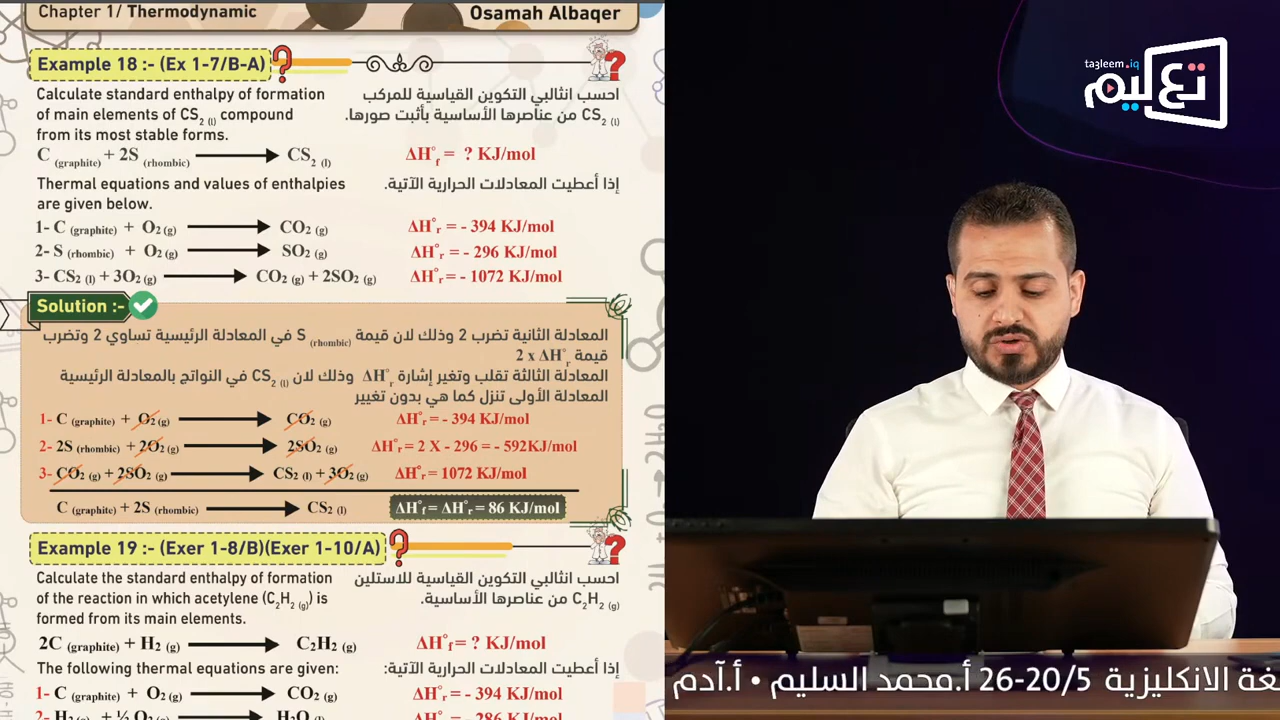 Chapter 1/ Thermodynamic
Osamah Albaqer
Example 18 :- (Ex 1-7/B-A)
Calculate standard enthalpy of formation
of main elements of CS2 (l) compound
from its most stable forms.
احسب انثالبي التكوين القياسية للمركب
CS2 (l) من عناصرها الأساسية بأثبت صورها.
C (graphite) + 2S (rhombic) ⟶ CS2 (l) ΔH°f = ? KJ/mol
Thermal equations and values of enthalpies
are given below.
إذا أعطيت المعادلات الحرارية الآتية.
1- C (graphite) + O2 (g) ⟶ CO2 (g) ΔH°r = - 394 KJ/mol
2- S (rhombic) + O2 (g) ⟶ SO2 (g) ΔH°r = - 296 KJ/mol
3- CS2 (l) + 3O2 (g) ⟶ CO2 (g) + 2SO2 (g) ΔH°r = - 1072 KJ/mol
Solution :-
المعادلة الثانية تضرب 2 وذلك لان قيمة S (rhombic) في المعادلة الرئيسية تساوي 2 وتضرب
قيمة 2 x ΔH°r
المعادلة الثالثة تقلب وتغير إشارة ΔH°r وذلك لان CS2 (l) في النواتج بالمعادلة الرئيسية
المعادلة الأولى تنزل كما هي بدون تغيير
1- C (graphite) + O2 (g) ⟶ CO2 (g) ΔH°r = - 394 KJ/mol
2- 2S (rhombic) + 2O2 (g) ⟶ 2SO2 (g) ΔH°r = 2 X - 296 = - 592KJ/mol
3- CO2 (g) + 2SO2 (g) ⟶ CS2 (l) + 3O2 (g) ΔH°r = 1072 KJ/mol
C (graphite) + 2S (rhombic) ⟶ CS2 (l) ΔH°f = ΔH°r = 86 KJ/mol
Example 19 :- (Exer 1-8/B)(Exer 1-10/A)
Calculate the standard enthalpy of formation
of the reaction in which acetylene (C2H2 (g)) is
formed from its main elements.
احسب انثالبي التكوين القياسية للاستلين
C2H2 (g) من عناصرها الأساسية.
2C (graphite) + H2 (g) ⟶ C2H2 (g) ΔH°f = ? KJ/mol
The following thermal equations are given:
إذا أعطيت المعادلات الحرارية الآتية:
1- C (graphite) + O2 (g) ⟶ CO2 (g) ΔH°r = - 394 KJ/mol
2- H2 (g) + ½ O2 (g) ⟶ H2O (l) ΔH°r = - 286 KJ/mol
ta3leem.iq
تعليم
غة الانكليزية 20/5-26 أ.محمد السليم • أ.آدم